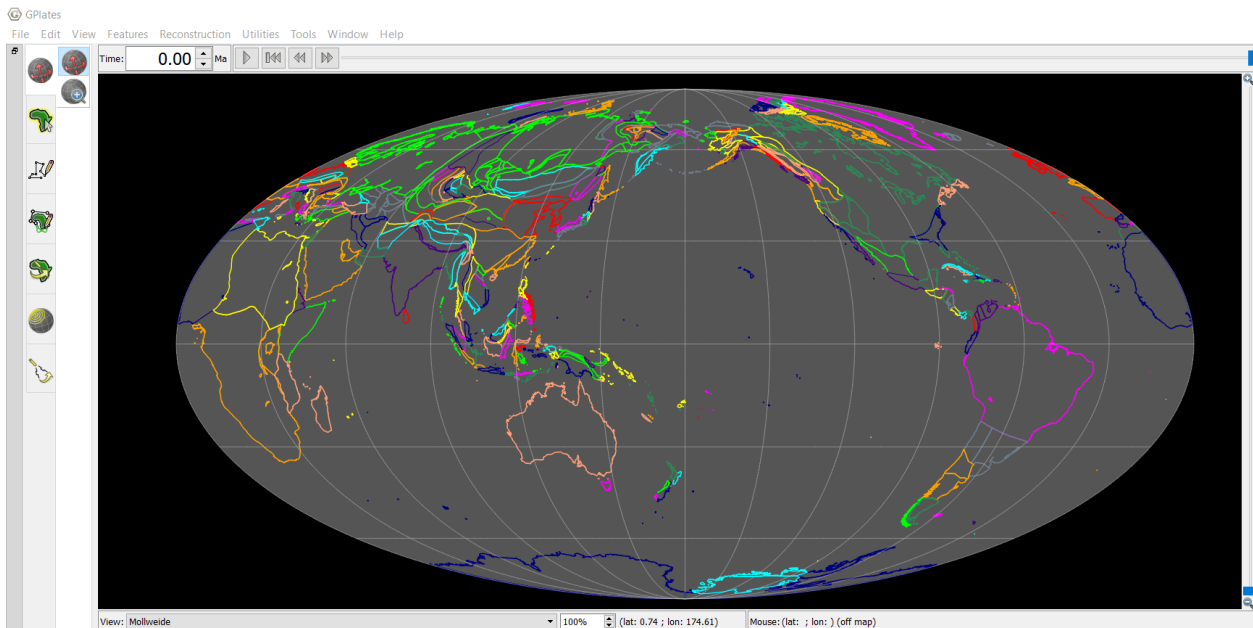 GPlates
File Edit View Features Reconstruction Utilities Tools Window Help
Time: 0.00 Ma
View: Mollweide 100% (lat: 0.74 ; lon: 174.61) Mouse: (lat: ; lon: ) (off map)